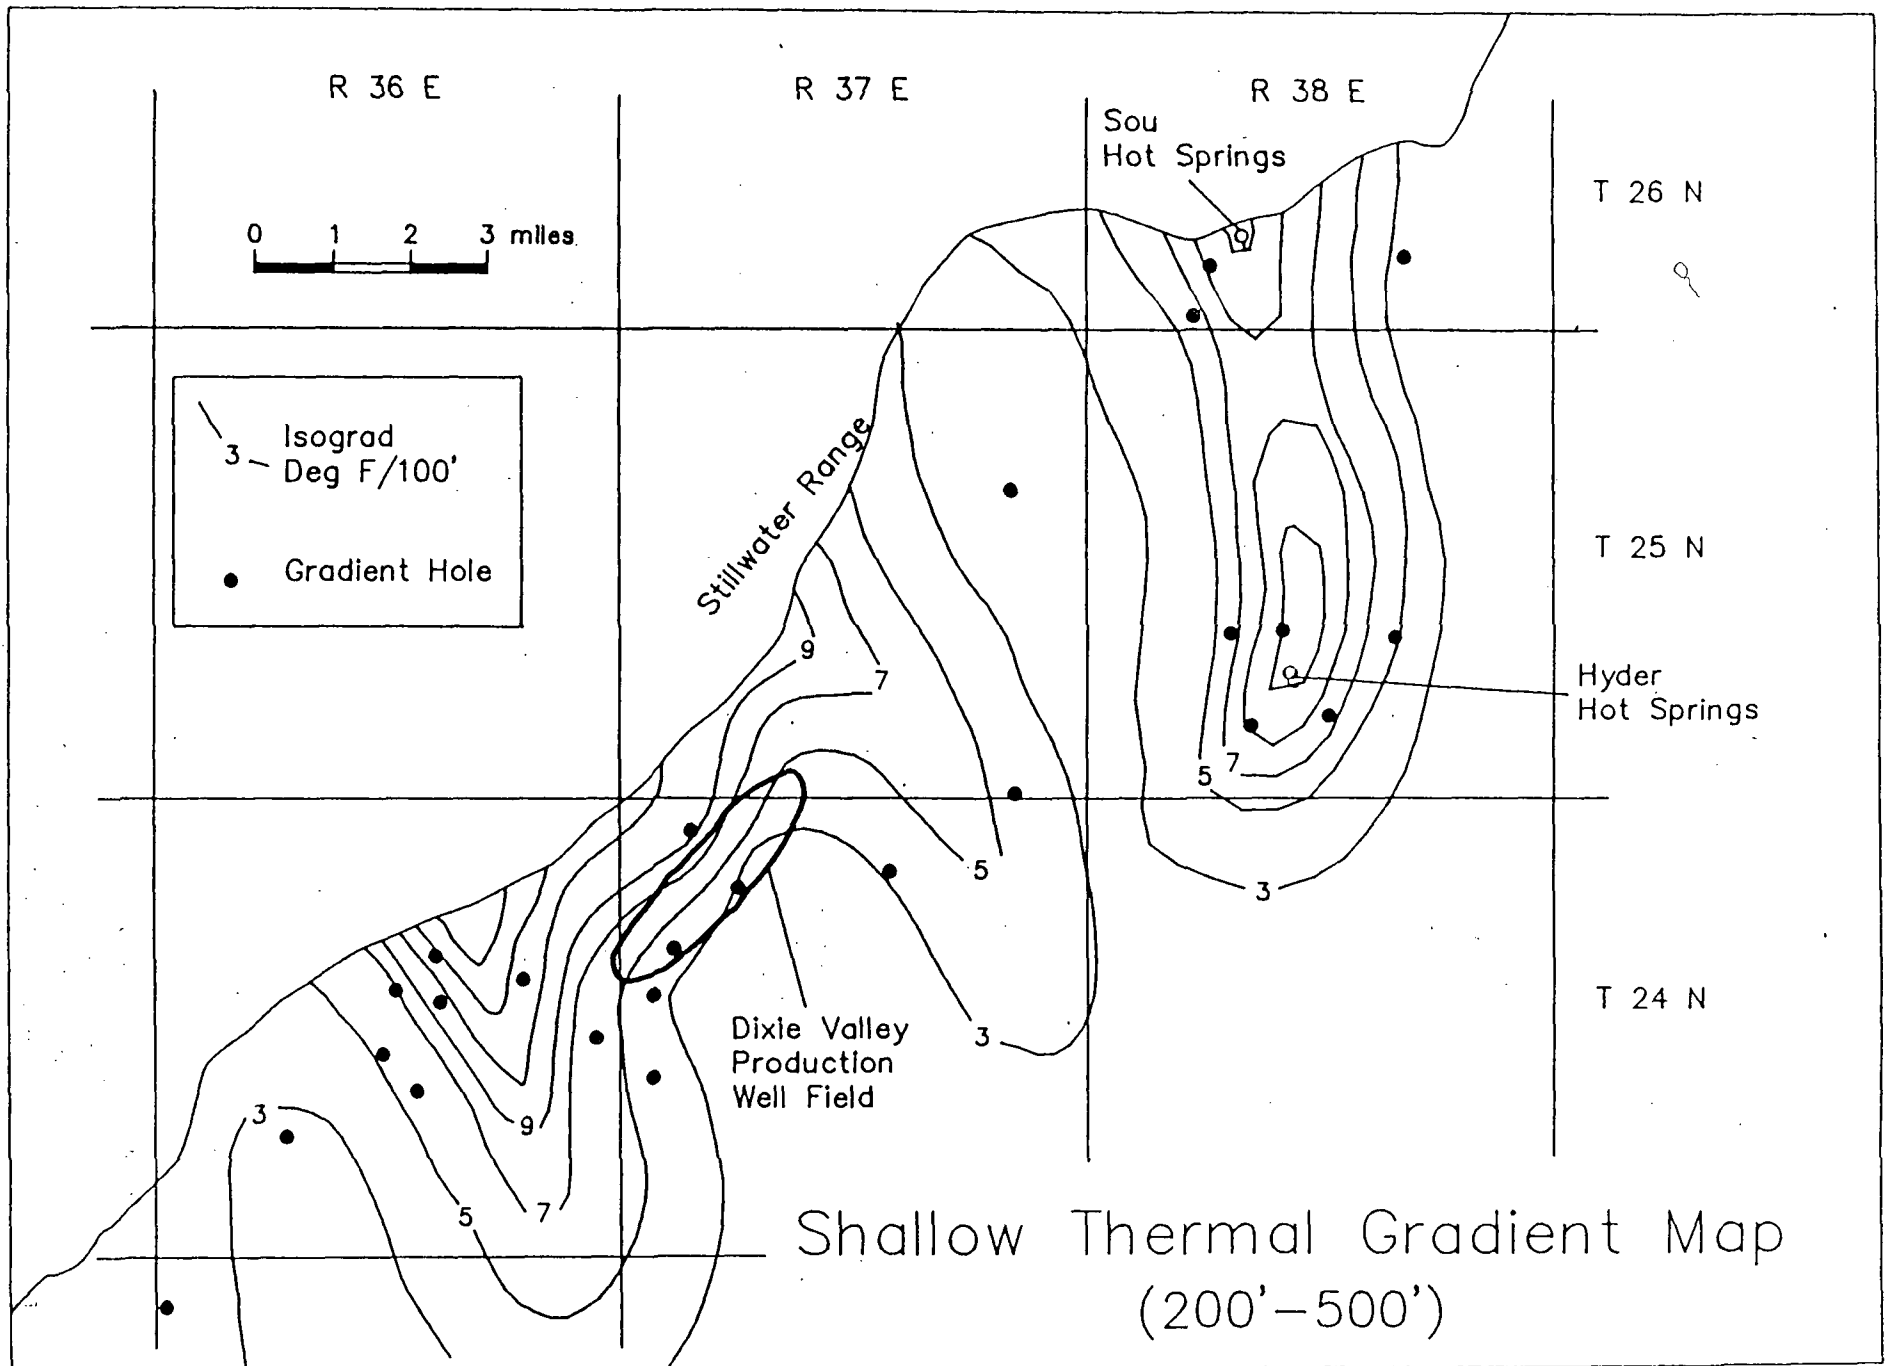 R 36 E
R 37 E
R 38 E
Sou
Hot Springs
T 26 N
0 1 2 3 miles
3
Isograd
Deg F/100'
Gradient Hole
Stillwater Range
T 25 N
9
7
Hyder
Hot Springs
5
7
5
3
T 24 N
Dixie Valley
Production
Well Field
3
3
9
5
7
Shallow Thermal Gradient Map
(200'-500')